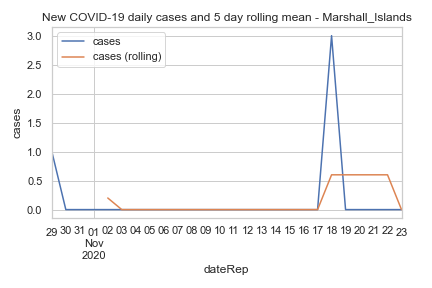 New COVID-19 daily cases and 5 day rolling mean - Marshall_Islands
cases
cases (rolling)
3.0
2.5
2.0
1.5
1.0
0.5
0.0
cases
29 30 31 01 02 03 04 05 06 07 08 09 10 11 12 13 14 15 16 17 18 19 20 21 22 23
Nov
2020
dateRep